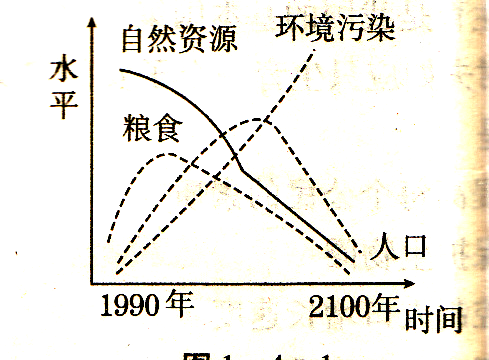 自然资源
环境污染
水平
粮食
人口
1990年
2100年
时间